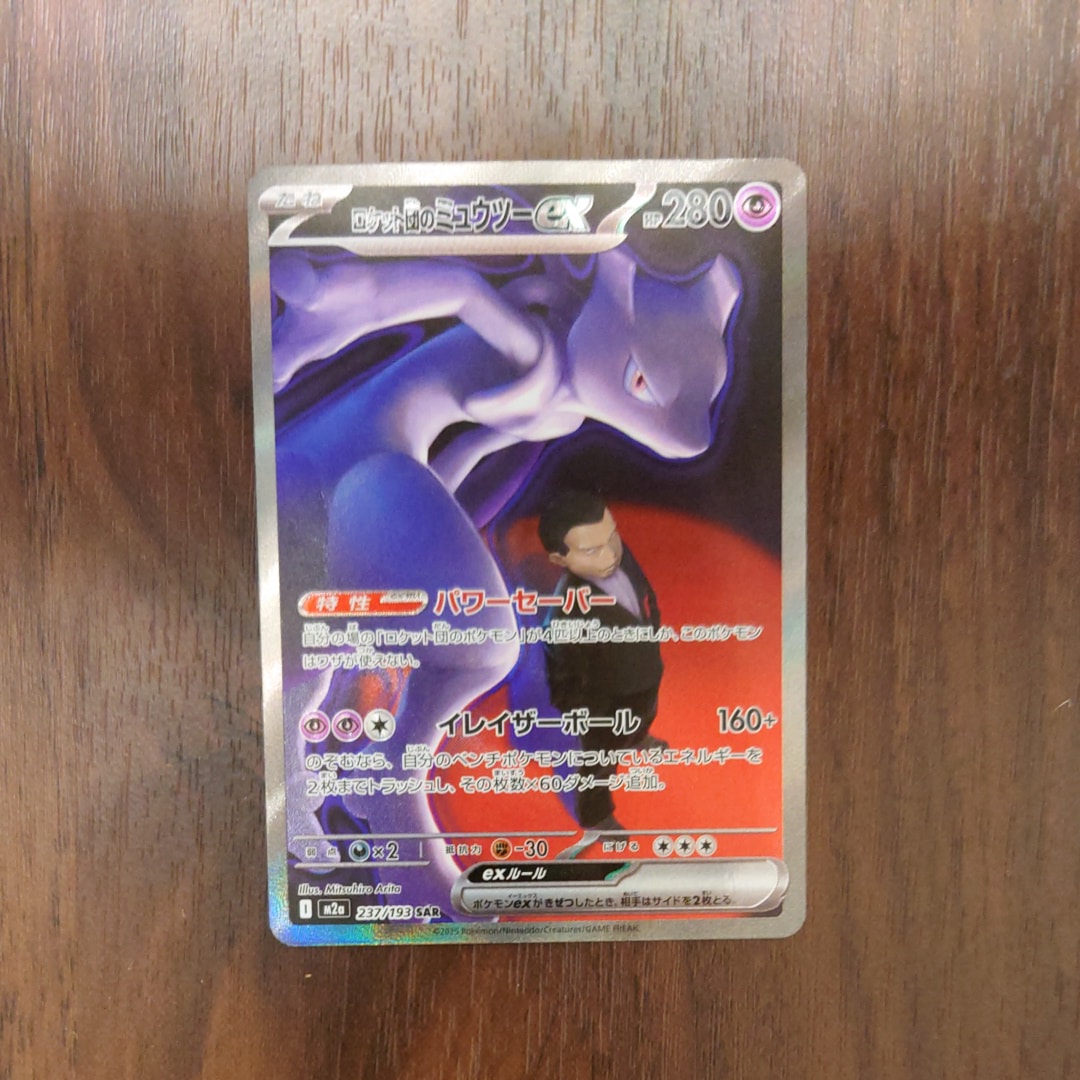 たね ロケット団のミュウツーex HP280
特性 パワーセーバー
自分の場の「ロケット団のポケモン」が4匹以上のときにしか、このポケモン
はワザが使えない。
イレイザーボール 160+
のぞむなら、自分のベンチポケモンについているエネルギーを
2枚までトラッシュし、その枚数×60ダメージ追加。
弱点 ×2 抵抗力 -30 にげる
exルール
ポケモンexがきぜつしたとき、相手はサイドを2枚とる。
Illus. Mitsuhiro Arita
I M2a 237/193 SAR
©2025 Pokémon/Nintendo/Creatures/GAME FREAK.